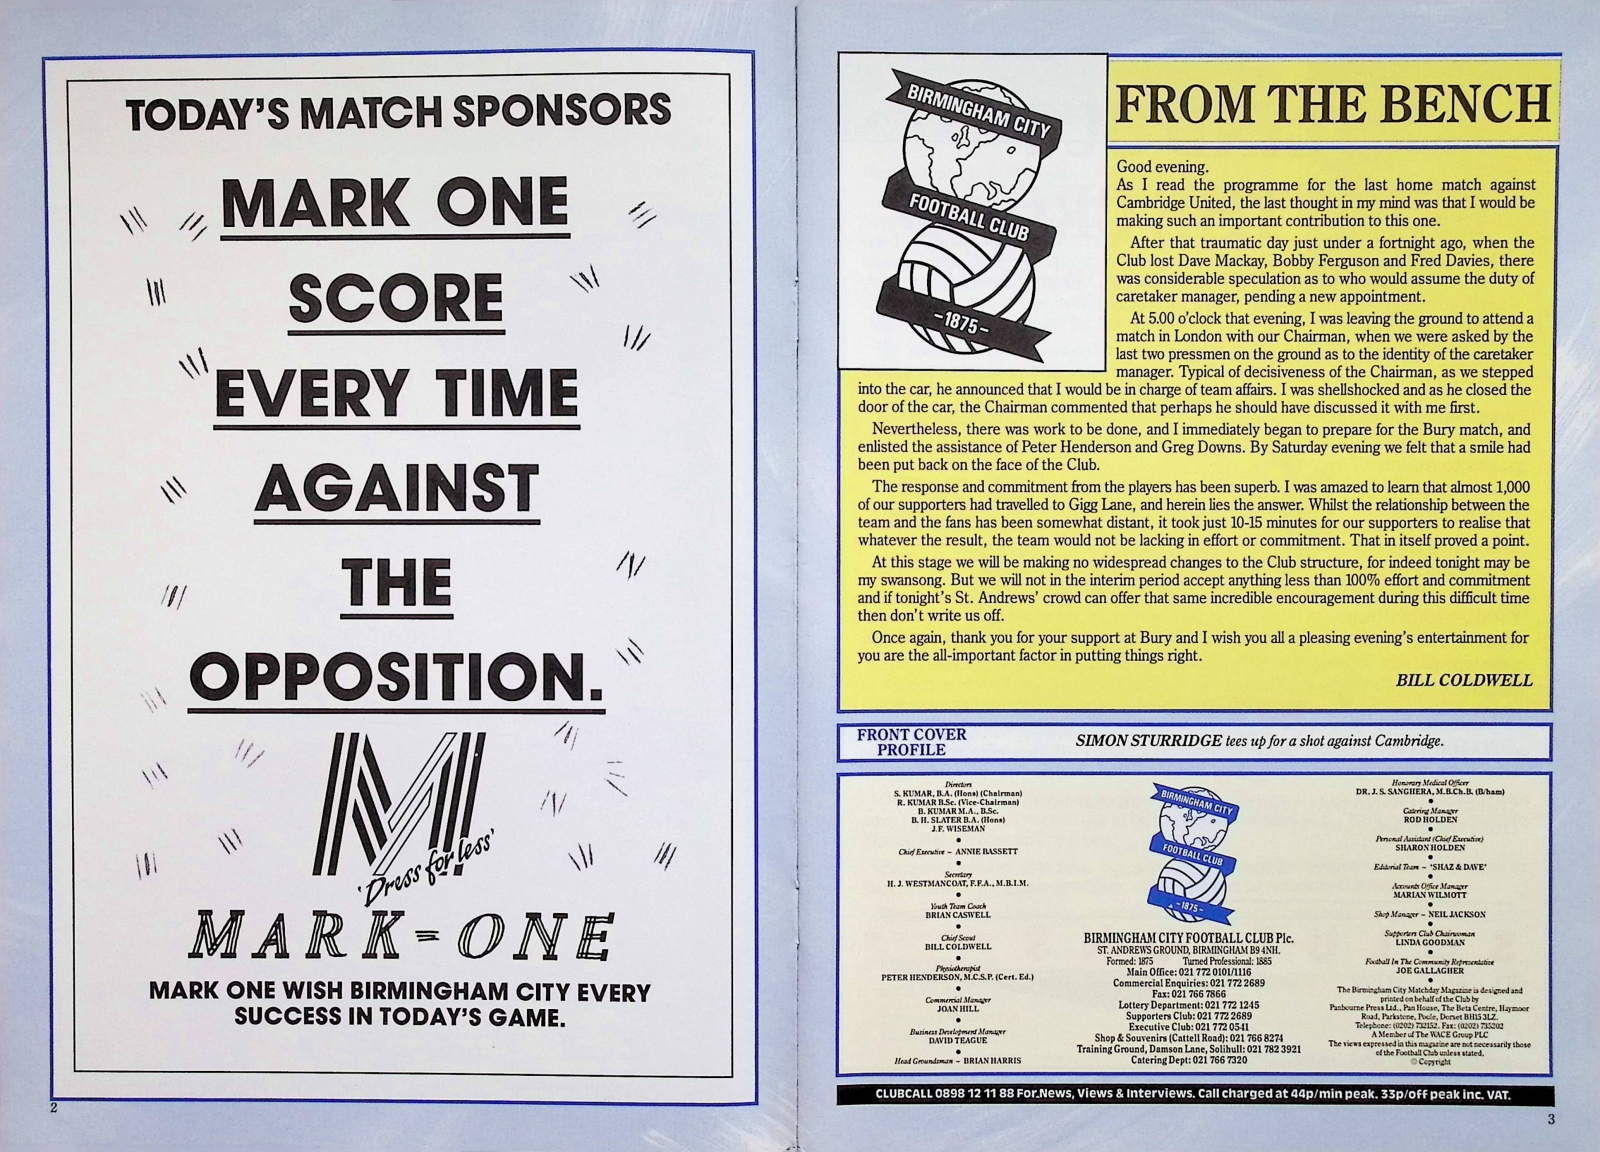 TODAY'S MATCH SPONSORS
MARK ONE
SCORE
EVERY TIME
AGAINST
THE
OPPOSITION.
'Dress for less'
MARK=ONE
MARK ONE WISH BIRMINGHAM CITY EVERY
SUCCESS IN TODAY'S GAME.
2
BIRMINGHAM CITY
FOOTBALL CLUB
-1875-
FROM THE BENCH
Good evening.
As I read the programme for the last home match against
Cambridge United, the last thought in my mind was that I would be
making such an important contribution to this one.
After that traumatic day just under a fortnight ago, when the
Club lost Dave Mackay, Bobby Ferguson and Fred Davies, there
was considerable speculation as to who would assume the duty of
caretaker manager, pending a new appointment.
At 5.00 o'clock that evening, I was leaving the ground to attend a
match in London with our Chairman, when we were asked by the
last two pressmen on the ground as to the identity of the caretaker
manager. Typical of decisiveness of the Chairman, as we stepped
into the car, he announced that I would be in charge of team affairs. I was shellshocked and as he closed the
door of the car, the Chairman commented that perhaps he should have discussed it with me first.
Nevertheless, there was work to be done, and I immediately began to prepare for the Bury match, and
enlisted the assistance of Peter Henderson and Greg Downs. By Saturday evening we felt that a smile had
been put back on the face of the Club.
The response and commitment from the players has been superb. I was amazed to learn that almost 1,000
of our supporters had travelled to Gigg Lane, and herein lies the answer. Whilst the relationship between the
team and the fans has been somewhat distant, it took just 10-15 minutes for our supporters to realise that
whatever the result, the team would not be lacking in effort or commitment. That in itself proved a point.
At this stage we will be making no widespread changes to the Club structure, for indeed tonight may be
my swansong. But we will not in the interim period accept anything less than 100% effort and commitment
and if tonight's St. Andrews' crowd can offer that same incredible encouragement during this difficult time
then don't write us off.
Once again, thank you for your support at Bury and I wish you all a pleasing evening's entertainment for
you are the all-important factor in putting things right.
BILL COLDWELL
FRONT COVER
PROFILE
SIMON STURRIDGE tees up for a shot against Cambridge.
Directors
S. KUMAR, B.A. (Hons) (Chairman)
R. KUMAR B.Sc. (Vice-Chairman)
B. KUMAR M.A., B.Sc.
B. H. SLATER B.A. (Hons)
J.F. WISEMAN
Chief Executive – ANNIE BASSETT
Secretary
H. J. WESTMANCOAT, F.F.A., M.B.I.M.
Youth Team Coach
BRIAN CASWELL
Chief Scout
BILL COLDWELL
Physiotherapist
PETER HENDERSON, M.C.S.P. (Cert. Ed.)
Commercial Manager
JOAN HILL
Business Development Manager
DAVID TEAGUE
Head Groundsman – BRIAN HARRIS
BIRMINGHAM CITY
FOOTBALL CLUB
-1875-
BIRMINGHAM CITY FOOTBALL CLUB Plc.
ST. ANDREWS GROUND, BIRMINGHAM B9 4NH.
Formed: 1875 Turned Professional: 1885
Main Office: 021 772 0101/1116
Commercial Enquiries: 021 772 2689
Fax: 021 766 7866
Lottery Department: 021 772 1245
Supporters Club: 021 772 2689
Executive Club: 021 772 0541
Shop & Souvenirs (Cattell Road): 021 766 8274
Training Ground, Damson Lane, Solihull: 021 782 3921
Catering Dept: 021 766 7320
Honorary Medical Officer
DR. J. S. SANGHERA, M.B.Ch.B. (B/ham)
Catering Manager
ROD HOLDEN
Personal Assistant (Chief Executive)
SHARON HOLDEN
Editorial Team – 'SHAZ & DAVE'
Accounts Office Manager
MARIAN WILMOTT
Shop Manager – NEIL JACKSON
Supporters Club Chairwoman
LINDA GOODMAN
Football In The Community Representative
JOE GALLAGHER
The Birmingham City Matchday Magazine is designed and
printed on behalf of the Club by
Panbourne Press Ltd., Pan House, The Beta Centre, Haymoor
Road, Parkstone, Poole, Dorset BH15 3LZ.
Telephone: (0202) 732152. Fax: (0202) 735202
A Member of The WACE Group PLC
The views expressed in this magazine are not necessarily those
of the Football Club unless stated.
© Copyright
CLUBCALL 0898 12 11 88 For.News, Views & Interviews. Call charged at 44p/min peak. 33p/off peak inc. VAT.
3